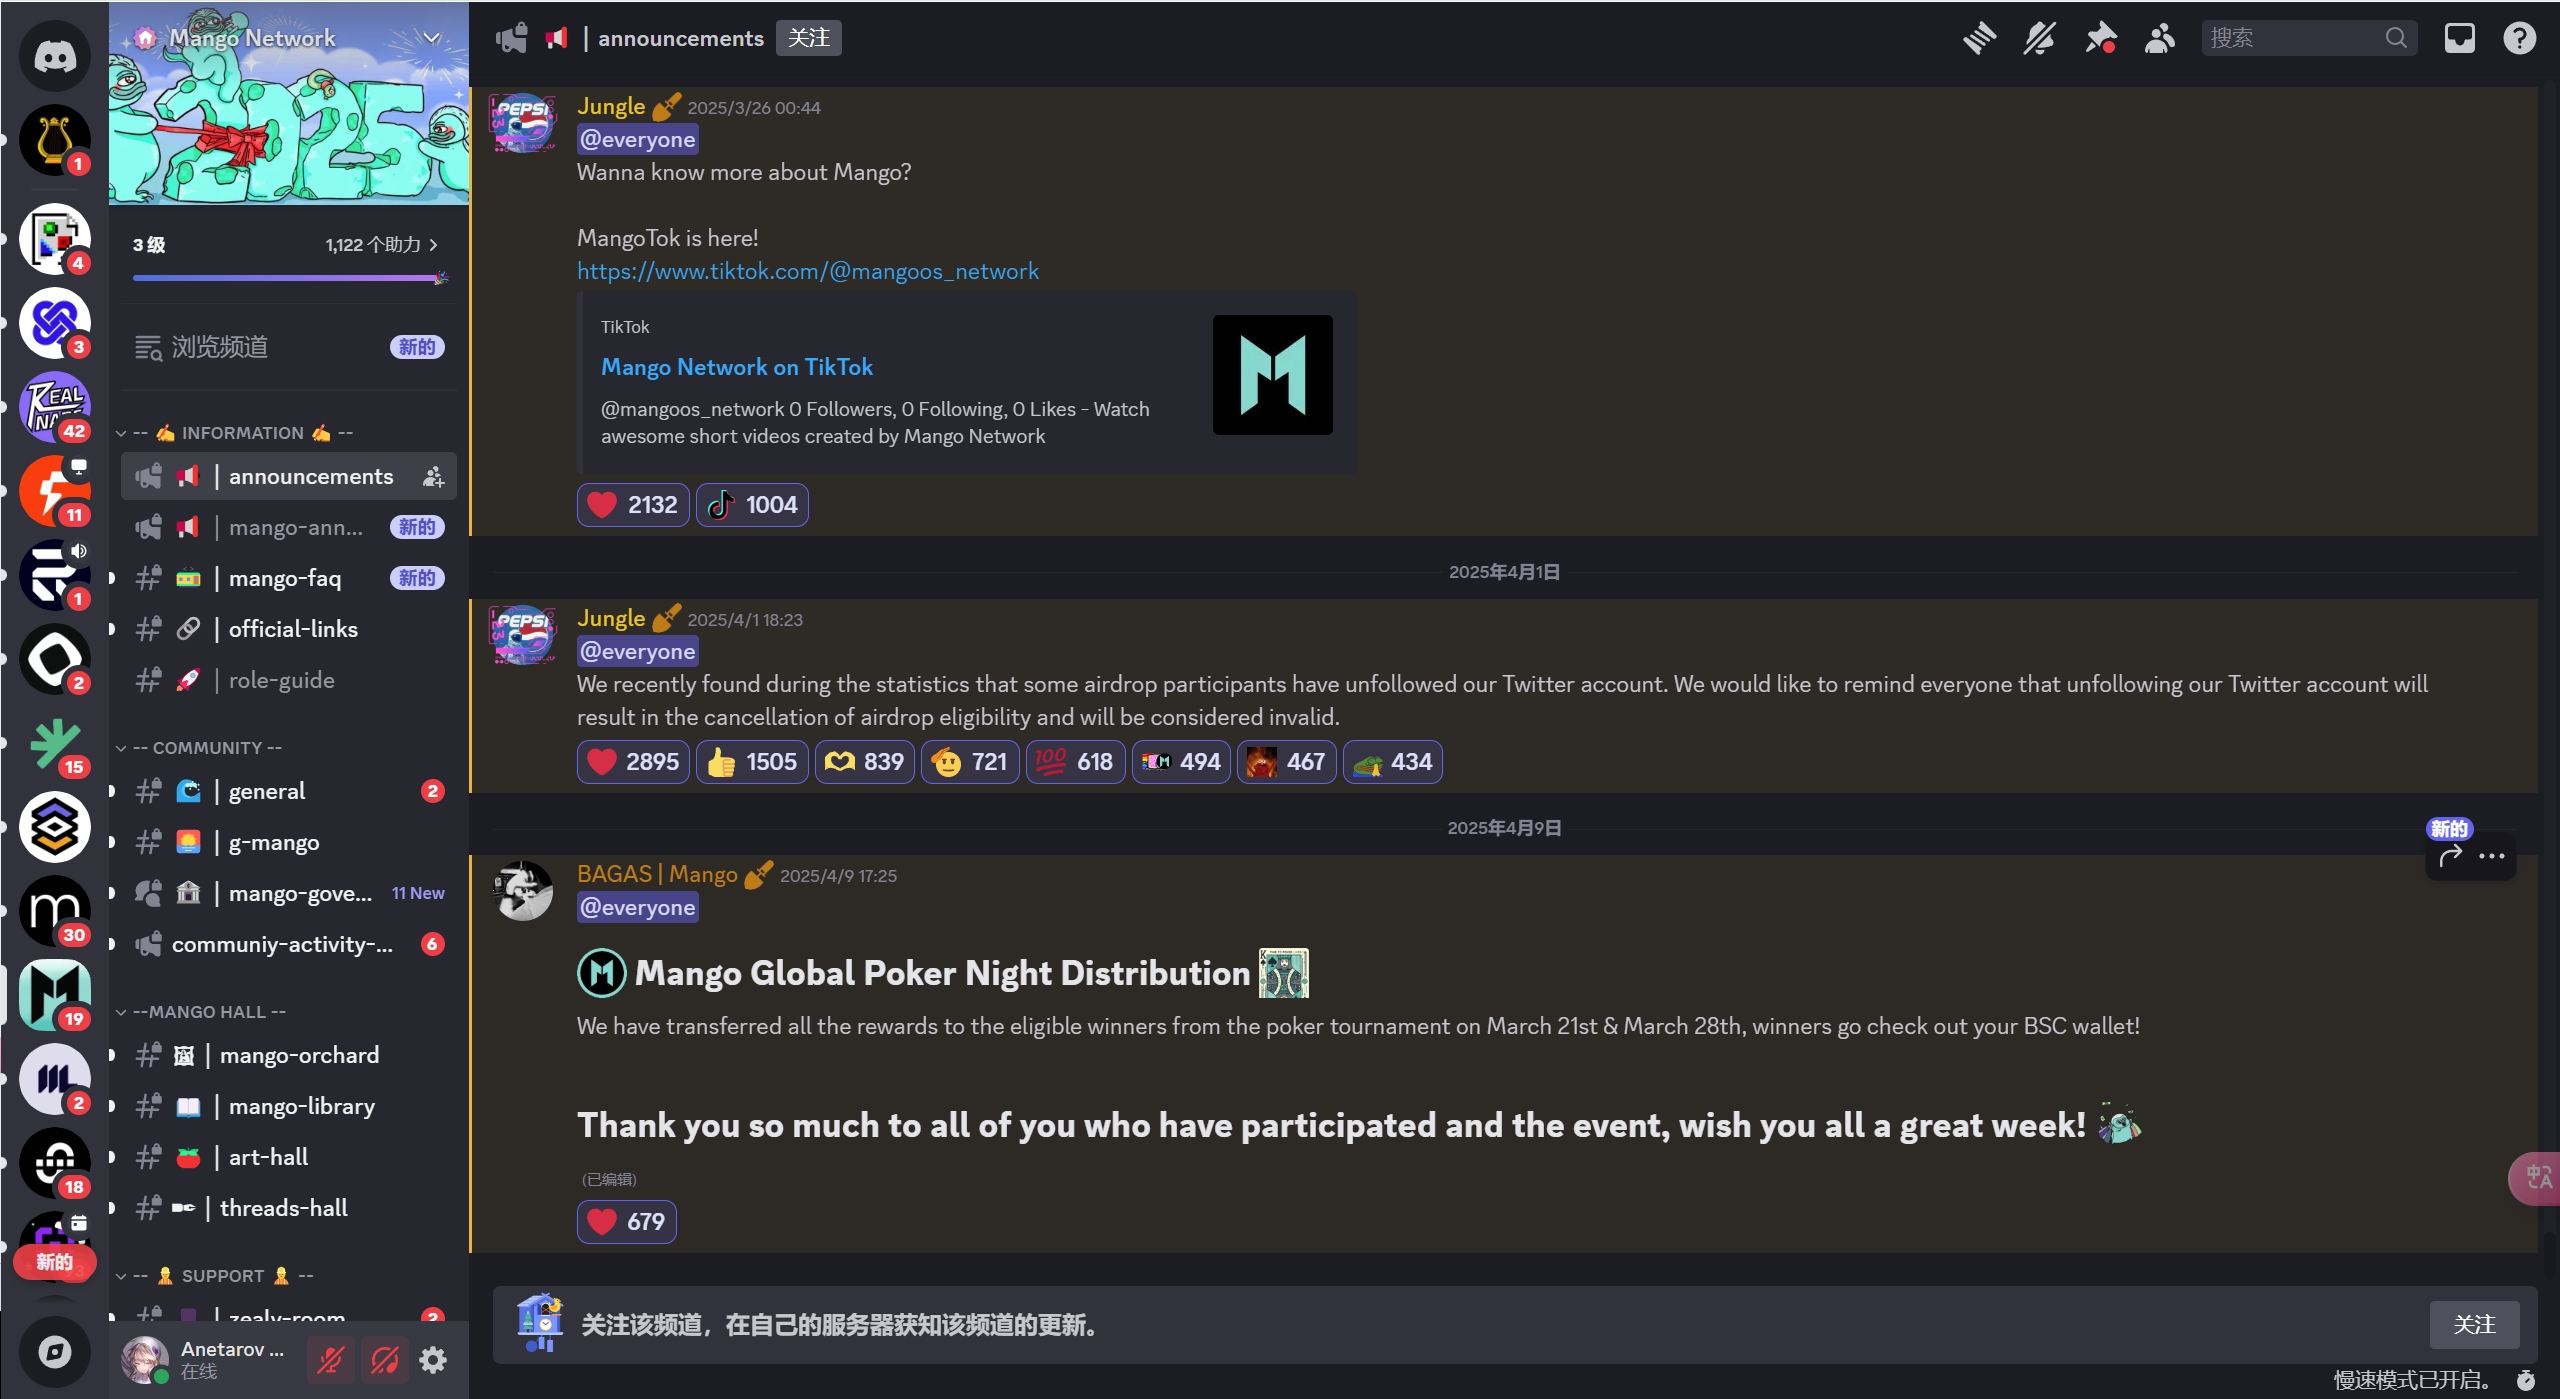 Mango Network
3 级
1,122 个助力
浏览频道
新的
-- INFORMATION --
| announcements
| mango-ann...
新的
| mango-faq
新的
| official-links
| role-guide
-- COMMUNITY --
| general
2
| g-mango
| mango-gove...
11 New
communiy-activity-...
6
--MANGO HALL --
| mango-orchard
| mango-library
| art-hall
| threads-hall
-- SUPPORT --
| zealy-room
1
4
3
REAL
42
11
1
2
15
30
19
2
18
新的
Anetarov ...
在线
| announcements
关注
搜索
Jungle 2025/3/26 00:44
@everyone
Wanna know more about Mango?
MangoTok is here!
https://www.tiktok.com/@mangoos_network
TikTok
Mango Network on TikTok
@mangoos_network 0 Followers, 0 Following, 0 Likes - Watch
awesome short videos created by Mango Network
2132
1004
2025年4月1日
PEPSI
Jungle 2025/4/1 18:23
@everyone
We recently found during the statistics that some airdrop participants have unfollowed our Twitter account. We would like to remind everyone that unfollowing our Twitter account will
result in the cancellation of airdrop eligibility and will be considered invalid.
2895
1505
839
721
618
494
467
434
2025年4月9日
新的
BAGAS | Mango 2025/4/9 17:25
@everyone
Mango Global Poker Night Distribution
We have transferred all the rewards to the eligible winners from the poker tournament on March 21st & March 28th, winners go check out your BSC wallet!
Thank you so much to all of you who have participated and the event, wish you all a great week!
(已编辑)
679
关注该频道，在自己的服务器获知该频道的更新。
关注
慢速模式已开启。